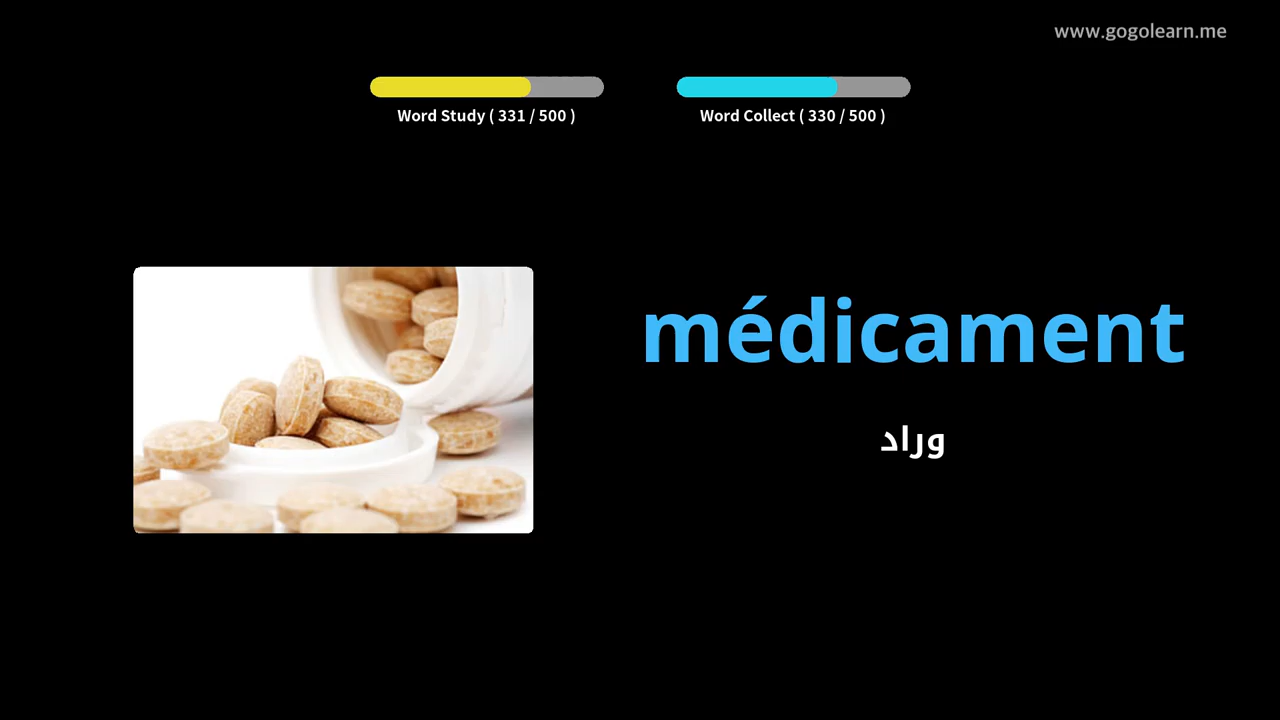 www.gogolearn.me
Word Study ( 331 / 500 )
Word Collect ( 330 / 500 )
médicament
وراد